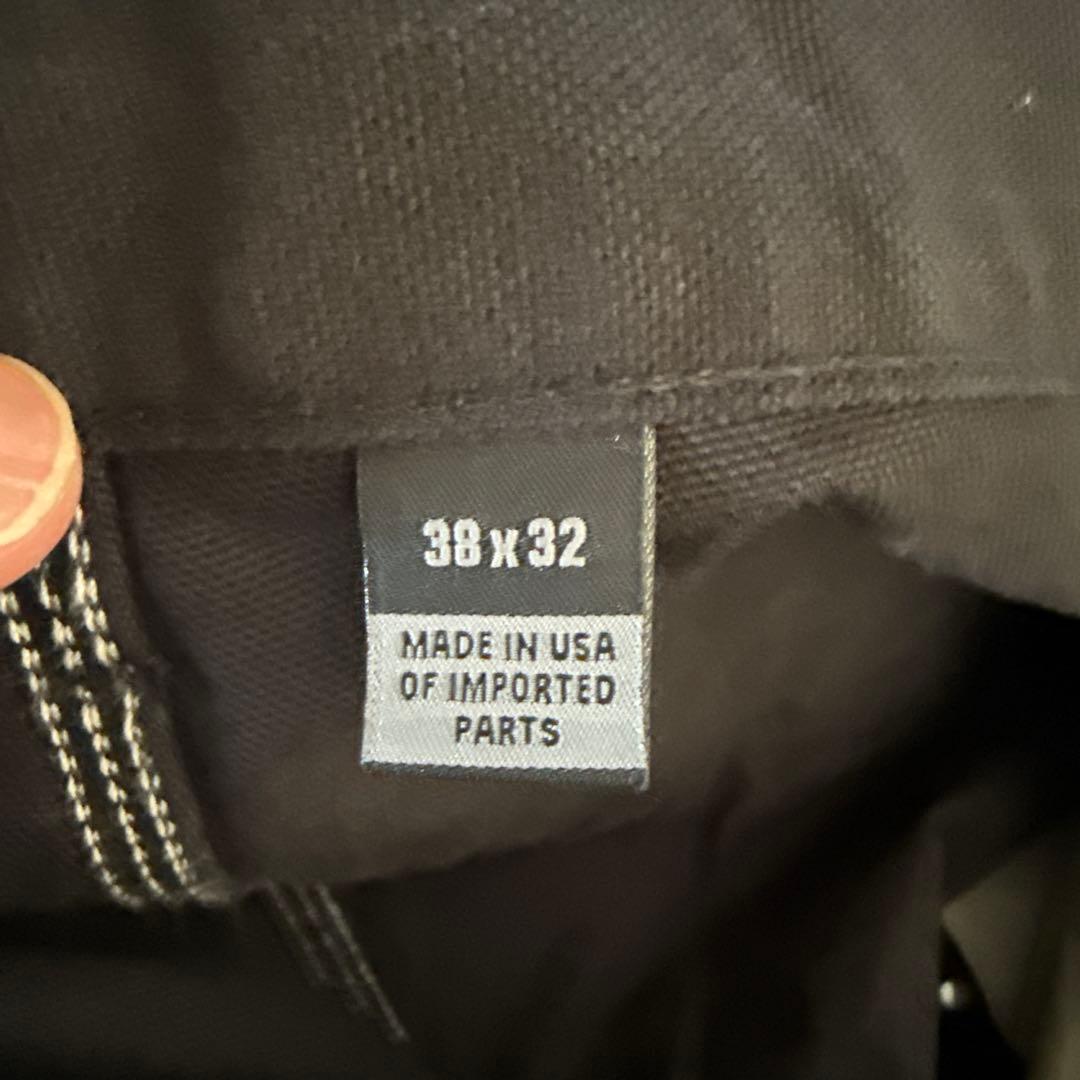 38 x 32
MADE IN USA
OF IMPORTED
PARTS